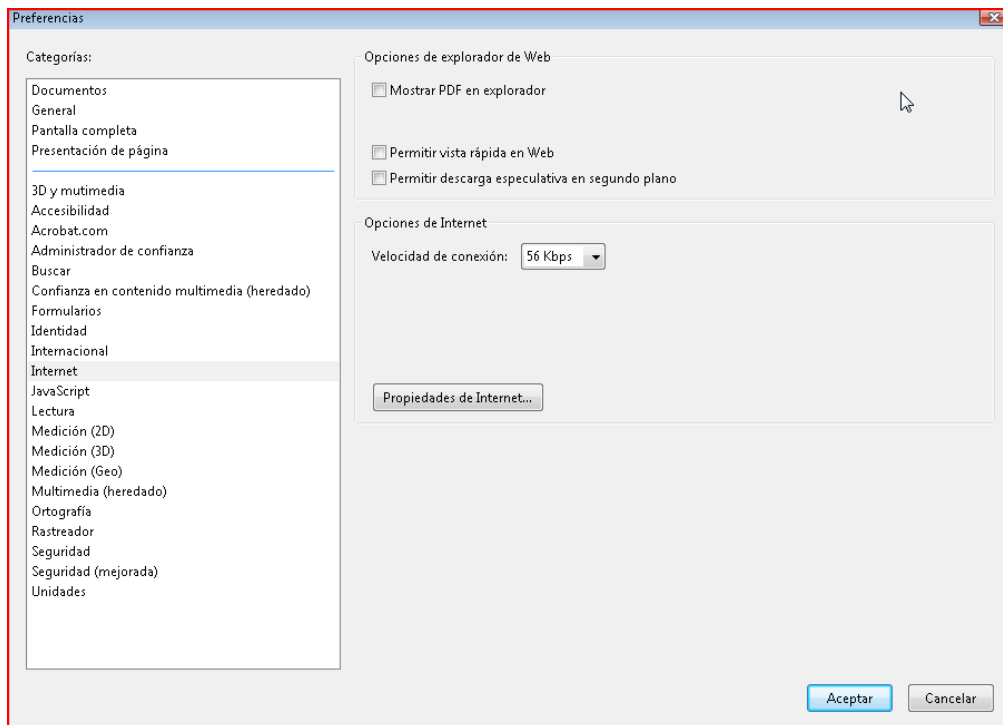 Preferencias
Categorías:
Documentos
General
Pantalla completa
Presentación de página
3D y mutimedia
Accesibilidad
Acrobat.com
Administrador de confianza
Buscar
Confianza en contenido multimedia (heredado)
Formularios
Identidad
Internacional
Internet
JavaScript
Lectura
Medición (2D)
Medición (3D)
Medición (Geo)
Multimedia (heredado)
Ortografía
Rastreador
Seguridad
Seguridad (mejorada)
Unidades
Opciones de explorador de Web
Mostrar PDF en explorador
Permitir vista rápida en Web
Permitir descarga especulativa en segundo plano
Opciones de Internet
Velocidad de conexión: 56 Kbps
Propiedades de Internet...
Aceptar Cancelar